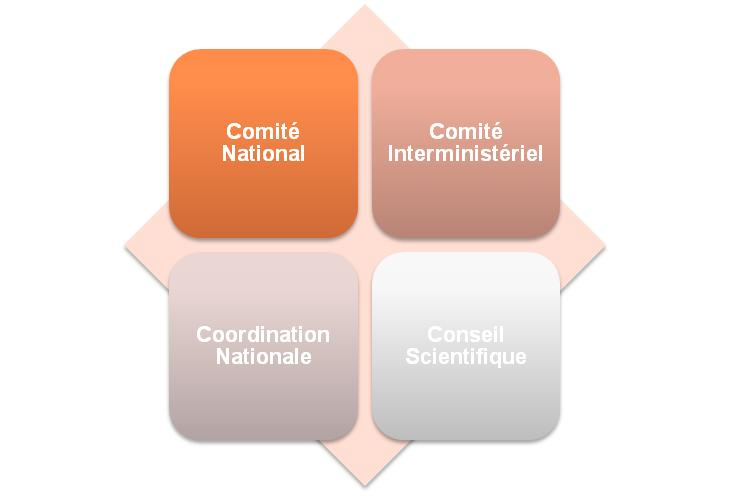 Comité
National
Comité
Interministériel
Coordination
Nationale
Conseil
Scientifique